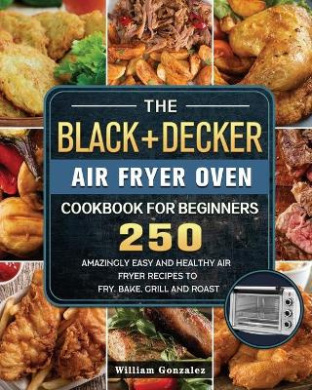 THE
BLACK+DECKER
AIR FRYER OVEN
COOKBOOK FOR BEGINNERS
250
AMAZINGLY EASY AND HEALTHY AIR
FRYER RECIPES TO
FRY, BAKE, GRILL AND ROAST
William Gonzalez